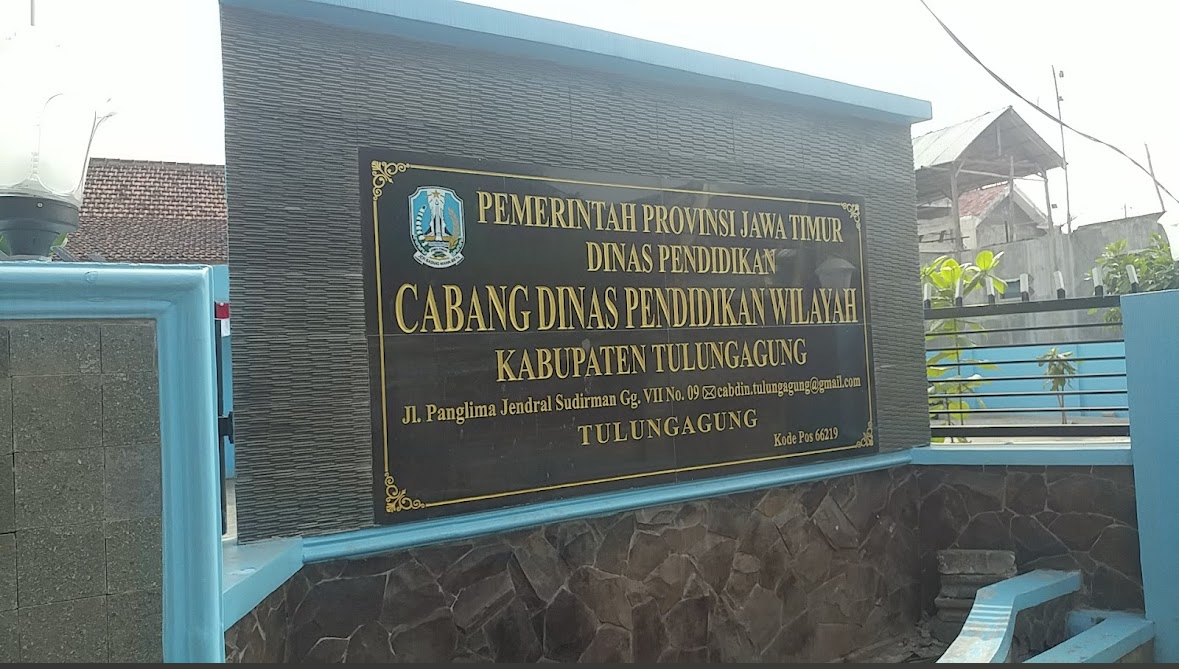 PEMERINTAH PROVINSI JAWA TIMUR
DINAS PENDIDIKAN
CABANG DINAS PENDIDIKAN WILAYAH
KABUPATEN TULUNGAGUNG
Jl. Panglima Jendral Sudirman Gg. VII No. 09 ✉cabdin.tulungagung@gmail.com
TULUNGAGUNG
Kode Pos 66219